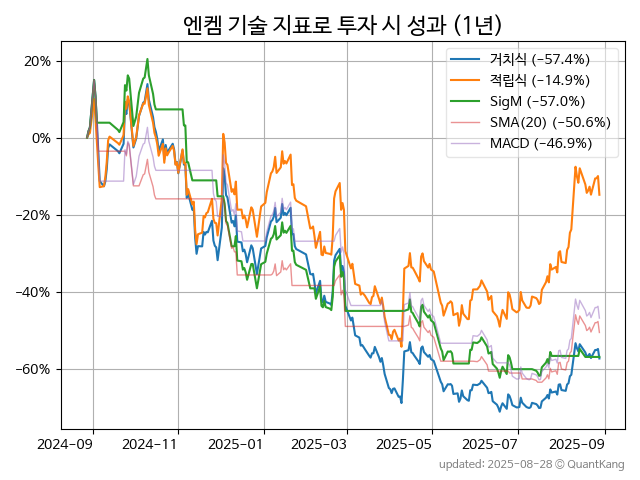 엔켐 기술 지표로 투자 시 성과 (1년)
거치식 (−57.4%)
적립식 (−14.9%)
SigM (−57.0%)
SMA(20) (−50.6%)
MACD (−46.9%)
20%
0%
−20%
−40%
−60%
2024-09 2024-11 2025-01 2025-03 2025-05 2025-07 2025-09
updated: 2025-08-28 © QuantKang